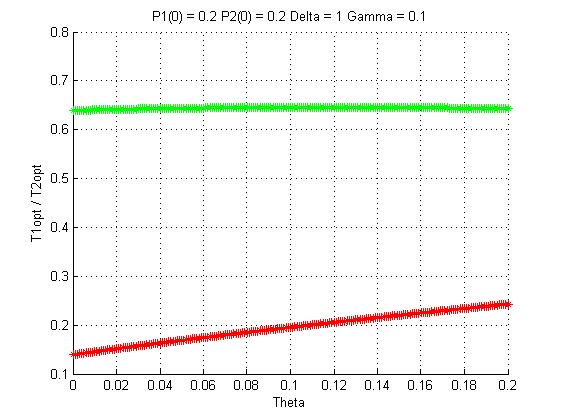 P1(0) = 0.2 P2(0) = 0.2 Delta = 1 Gamma = 0.1
T1opt / T2opt
0.8
0.7
0.6
0.5
0.4
0.3
0.2
0.1
0 0.02 0.04 0.06 0.08 0.1 0.12 0.14 0.16 0.18 0.2
Theta